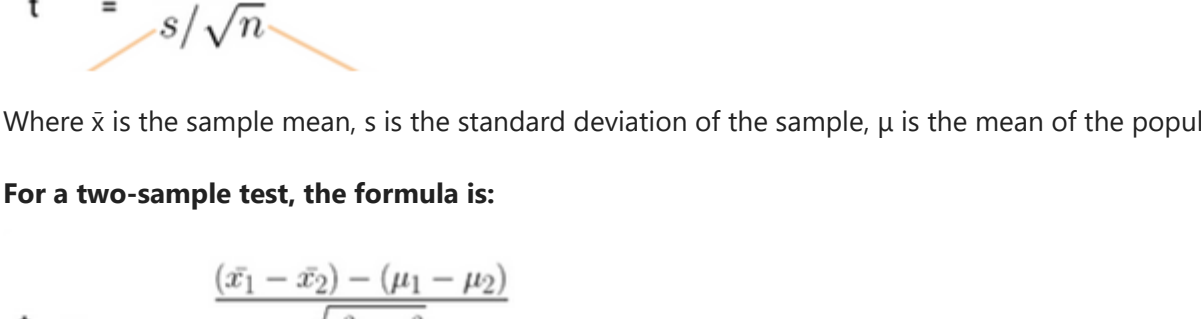 t = s/√n
Where x̄ is the sample mean, s is the standard deviation of the sample, μ is the mean of the popul
For a two-sample test, the formula is:
(x̄1 − x̄2) − (μ1 − μ2)